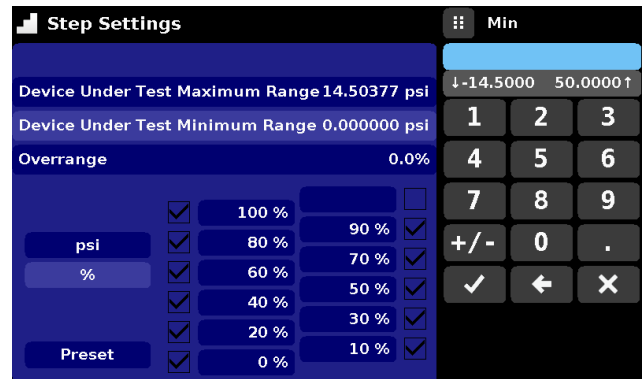 Step Settings
Min
↓-14.5000 50.0000↑
Device Under Test Maximum Range 14.50377 psi
Device Under Test Minimum Range 0.000000 psi
Overrange 0.0%
1 2 3
4 5 6
7 8 9
+/- 0 .
psi
%
Preset
100 %
80 %
60 %
40 %
20 %
0 %
90 %
70 %
50 %
30 %
10 %